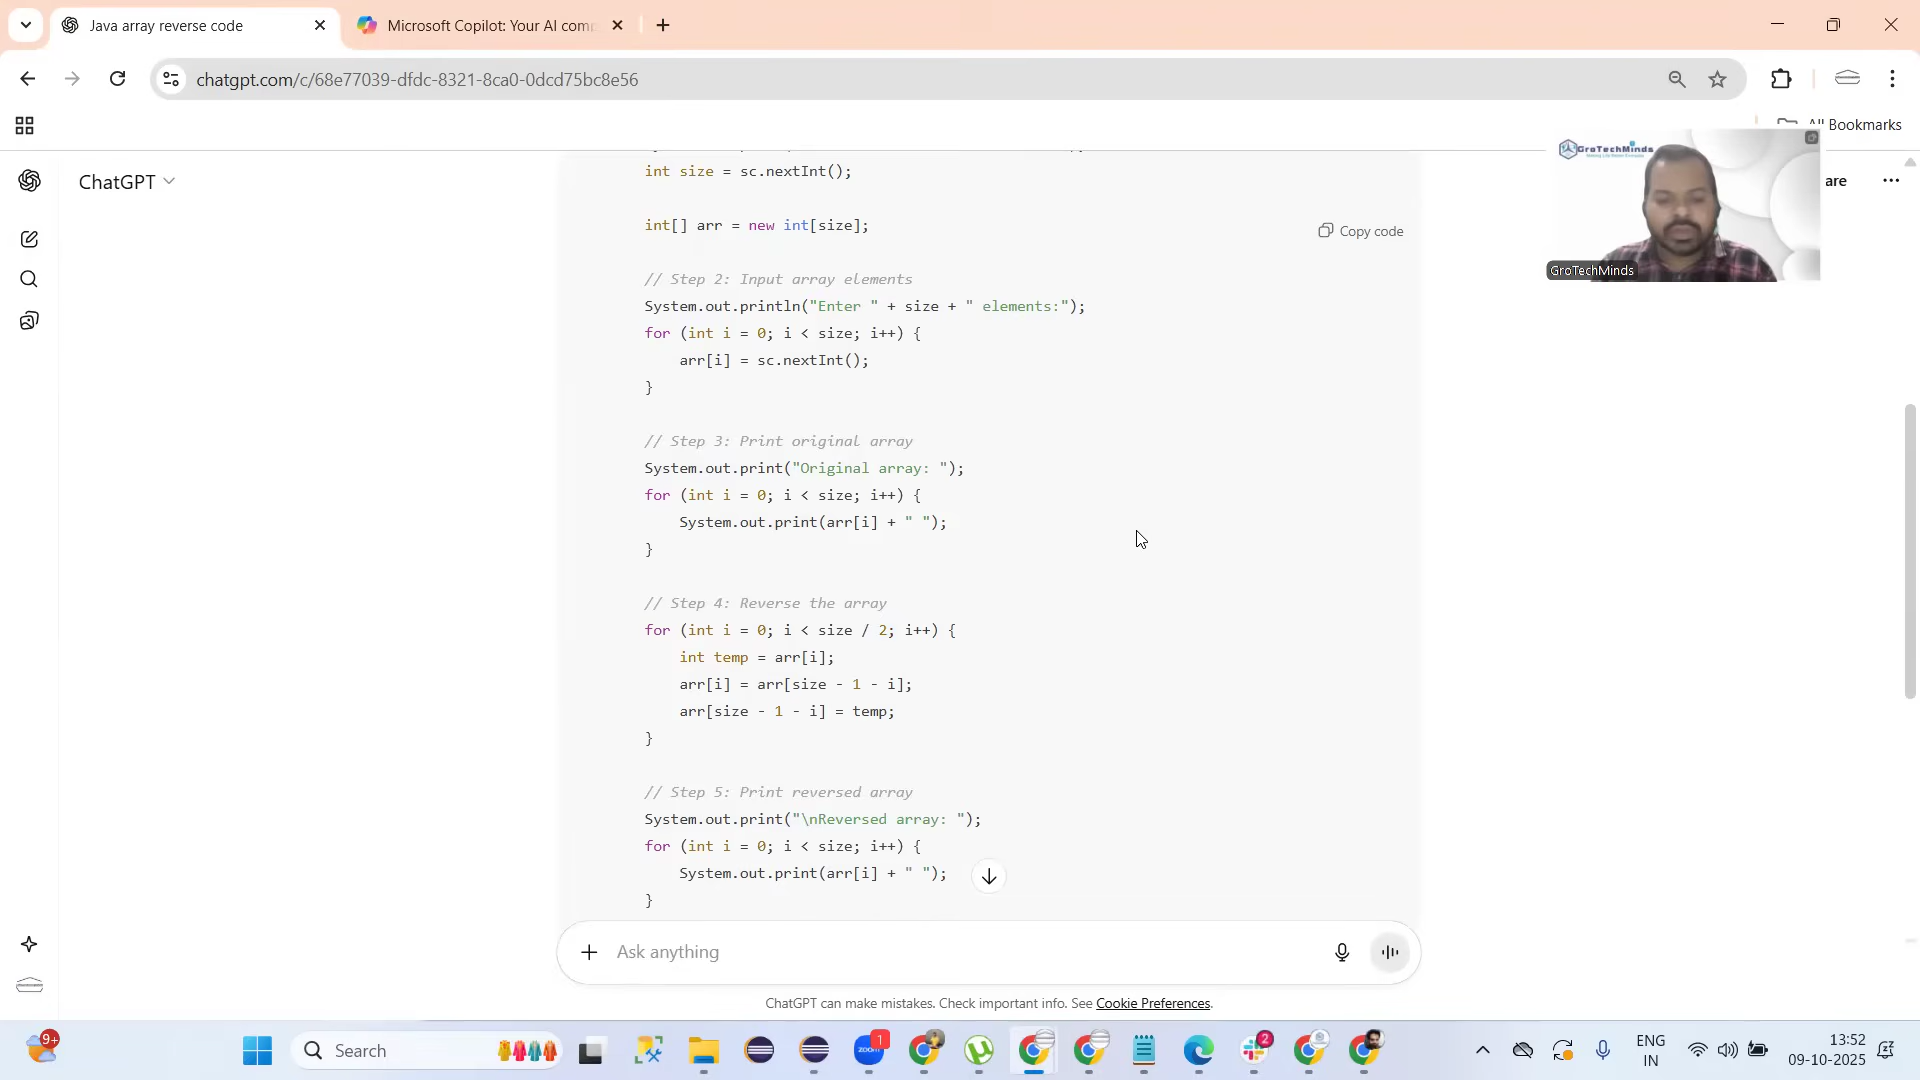 Java array reverse code
Microsoft Copilot: Your AI comp
chatgpt.com/c/68e77039-dfdc-8321-8ca0-0dcd75bc8e56
All Bookmarks
ChatGPT
are
GroTechMinds
GroTechMinds
int size = sc.nextInt();
int[] arr = new int[size];
Copy code
// Step 2: Input array elements
System.out.println("Enter " + size + " elements:");
for (int i = 0; i < size; i++) {
arr[i] = sc.nextInt();
}
// Step 3: Print original array
System.out.print("Original array: ");
for (int i = 0; i < size; i++) {
System.out.print(arr[i] + " ");
}
// Step 4: Reverse the array
for (int i = 0; i < size / 2; i++) {
int temp = arr[i];
arr[i] = arr[size - 1 - i];
arr[size - 1 - i] = temp;
}
// Step 5: Print reversed array
System.out.print("\nReversed array: ");
for (int i = 0; i < size; i++) {
System.out.print(arr[i] + " ");
}
Ask anything
ChatGPT can make mistakes. Check important info. See Cookie Preferences.
9+
Search
zoom
1
2
ENG
IN
13:52
09-10-2025